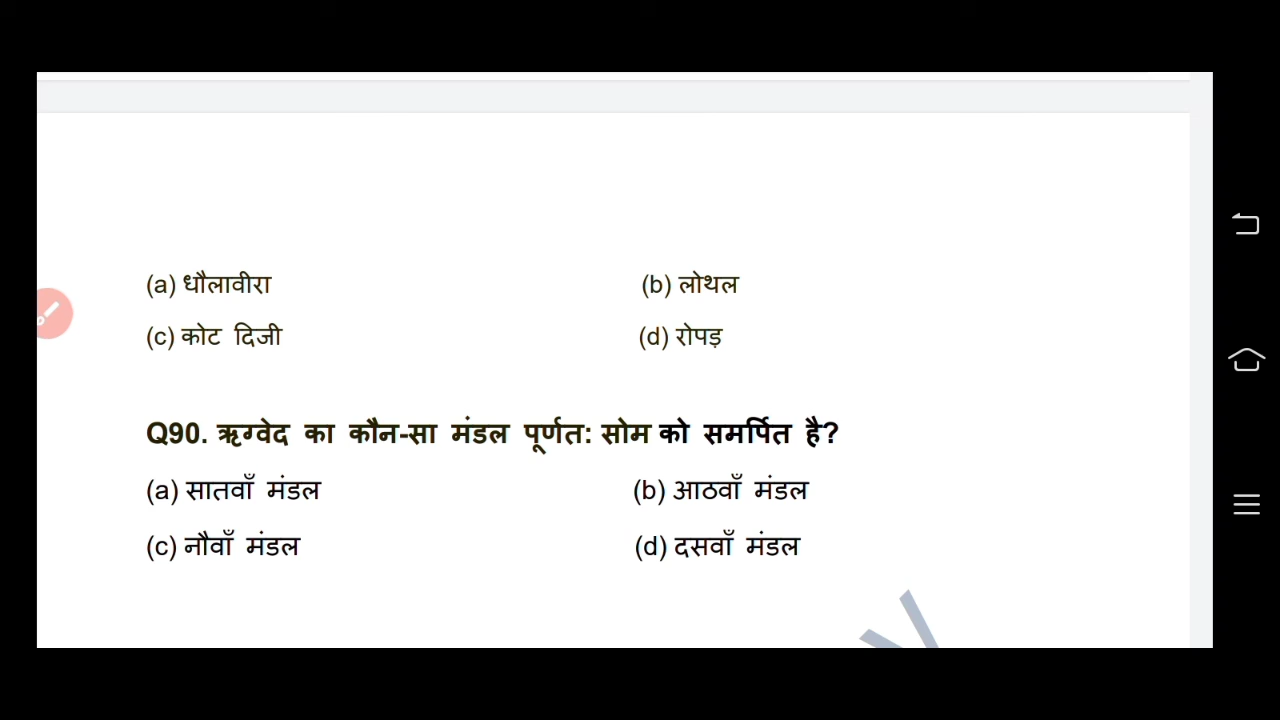 (a) धौलावीरा (b) लोथल
(c) कोट दिजी (d) रोपड़
Q90. ऋग्वेद का कौन-सा मंडल पूर्णत: सोम को समर्पित है?
(a) सातवाँ मंडल (b) आठवाँ मंडल
(c) नौवाँ मंडल (d) दसवाँ मंडल